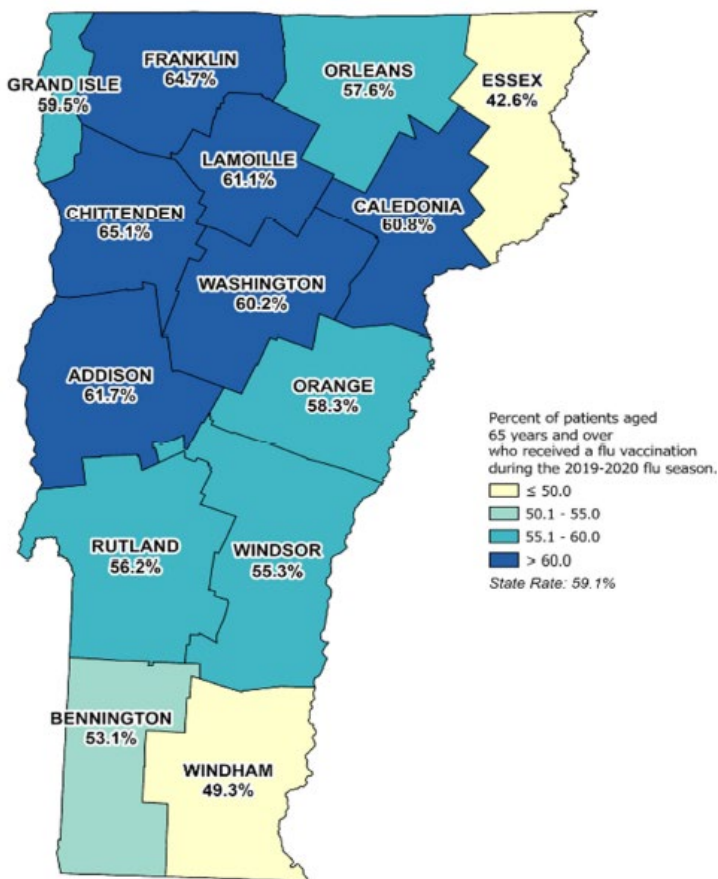 FRANKLIN
64.7%
ORLEANS
57.6%
ESSEX
42.6%
GRAND ISLE
59.5%
LAMOILLE
61.1%
CALEDONIA
60.8%
CHITTENDEN
65.1%
WASHINGTON
60.2%
ADDISON
61.7%
ORANGE
58.3%
Percent of patients aged
65 years and over
who received a flu vaccination
during the 2019-2020 flu season.
≤ 50.0
50.1 - 55.0
55.1 - 60.0
> 60.0
State Rate: 59.1%
RUTLAND
56.2%
WINDSOR
55.3%
BENNINGTON
53.1%
WINDHAM
49.3%